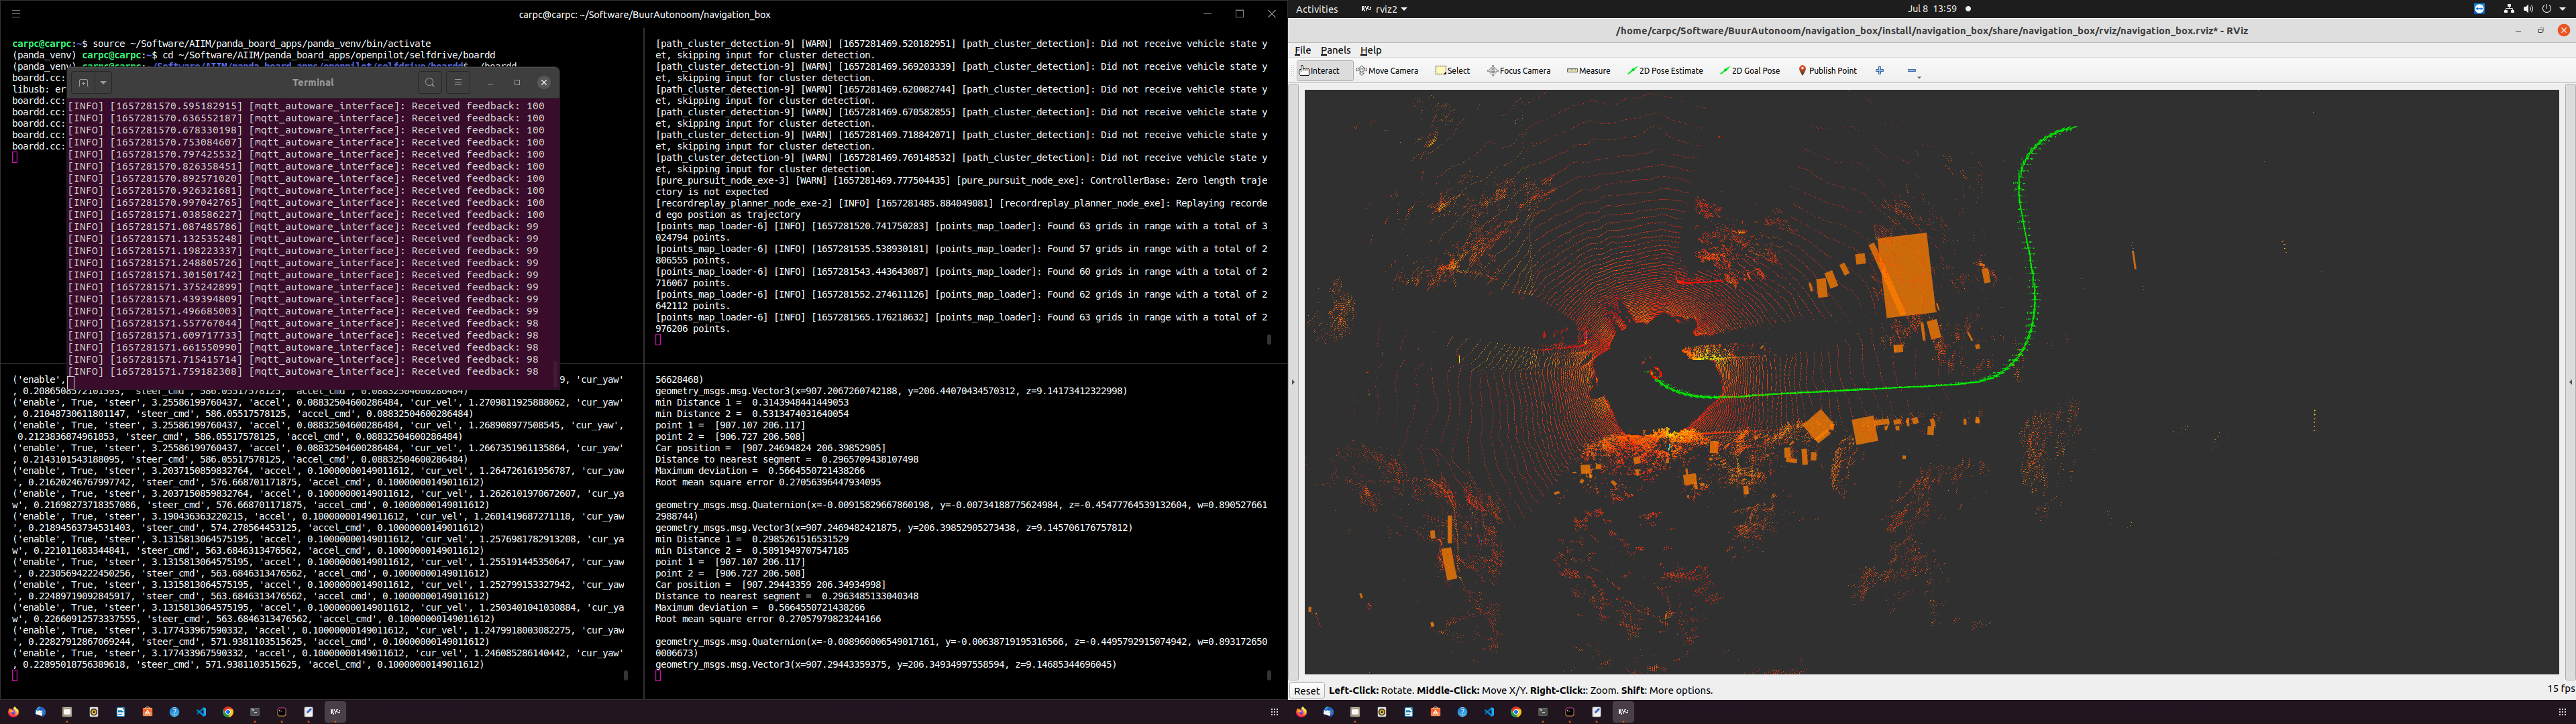 carpc@carpc: ~/Software/BuurAutonoom/navigation_box
carpc@carpc:~$ source ~/Software/AIIM/panda_board_apps/panda_venv/bin/activate
(panda_venv) carpc@carpc:~$ cd ~/Software/AIIM/panda_board_apps/openpilot/selfdrive/boardd
boardd.cc:
libusb: er
boardd.cc:
boardd.cc:
boardd.cc:
boardd.cc:
boardd.cc:
Terminal
[INFO] [1657281570.595182915] [mqtt_autoware_interface]: Received feedback: 100
[INFO] [1657281570.636552187] [mqtt_autoware_interface]: Received feedback: 100
[INFO] [1657281570.678330198] [mqtt_autoware_interface]: Received feedback: 100
[INFO] [1657281570.753084607] [mqtt_autoware_interface]: Received feedback: 100
[INFO] [1657281570.797425532] [mqtt_autoware_interface]: Received feedback: 100
[INFO] [1657281570.826358451] [mqtt_autoware_interface]: Received feedback: 100
[INFO] [1657281570.892571020] [mqtt_autoware_interface]: Received feedback: 100
[INFO] [1657281570.926321681] [mqtt_autoware_interface]: Received feedback: 100
[INFO] [1657281570.997042765] [mqtt_autoware_interface]: Received feedback: 100
[INFO] [1657281571.038586227] [mqtt_autoware_interface]: Received feedback: 100
[INFO] [1657281571.087485786] [mqtt_autoware_interface]: Received feedback: 99
[INFO] [1657281571.132535248] [mqtt_autoware_interface]: Received feedback: 99
[INFO] [1657281571.198223337] [mqtt_autoware_interface]: Received feedback: 99
[INFO] [1657281571.248805726] [mqtt_autoware_interface]: Received feedback: 99
[INFO] [1657281571.301501742] [mqtt_autoware_interface]: Received feedback: 99
[INFO] [1657281571.375242899] [mqtt_autoware_interface]: Received feedback: 99
[INFO] [1657281571.439394809] [mqtt_autoware_interface]: Received feedback: 99
[INFO] [1657281571.496685003] [mqtt_autoware_interface]: Received feedback: 99
[INFO] [1657281571.557767044] [mqtt_autoware_interface]: Received feedback: 98
[INFO] [1657281571.609717733] [mqtt_autoware_interface]: Received feedback: 98
[INFO] [1657281571.661550990] [mqtt_autoware_interface]: Received feedback: 98
[INFO] [1657281571.715415714] [mqtt_autoware_interface]: Received feedback: 98
[INFO] [1657281571.759182308] [mqtt_autoware_interface]: Received feedback: 98
[path_cluster_detection-9] [WARN] [1657281469.520182951] [path_cluster_detection]: Did not receive vehicle state y
et, skipping input for cluster detection.
[path_cluster_detection-9] [WARN] [1657281469.569203339] [path_cluster_detection]: Did not receive vehicle state y
et, skipping input for cluster detection.
[path_cluster_detection-9] [WARN] [1657281469.620082744] [path_cluster_detection]: Did not receive vehicle state y
et, skipping input for cluster detection.
[path_cluster_detection-9] [WARN] [1657281469.670582855] [path_cluster_detection]: Did not receive vehicle state y
et, skipping input for cluster detection.
[path_cluster_detection-9] [WARN] [1657281469.718842071] [path_cluster_detection]: Did not receive vehicle state y
et, skipping input for cluster detection.
[path_cluster_detection-9] [WARN] [1657281469.769148532] [path_cluster_detection]: Did not receive vehicle state y
et, skipping input for cluster detection.
[pure_pursuit_node_exe-3] [WARN] [1657281469.777504435] [pure_pursuit_node_exe]: ControllerBase: Zero length traje
ctory is not expected
[recordreplay_planner_node_exe-2] [INFO] [1657281485.884049081] [recordreplay_planner_node_exe]: Replaying recorde
d ego postion as trajectory
[points_map_loader-6] [INFO] [1657281520.741750283] [points_map_loader]: Found 63 grids in range with a total of 3
024794 points.
[points_map_loader-6] [INFO] [1657281535.538930181] [points_map_loader]: Found 57 grids in range with a total of 2
806555 points.
[points_map_loader-6] [INFO] [1657281543.443643087] [points_map_loader]: Found 60 grids in range with a total of 2
716067 points.
[points_map_loader-6] [INFO] [1657281552.274611126] [points_map_loader]: Found 62 grids in range with a total of 2
642112 points.
[points_map_loader-6] [INFO] [1657281565.176218632] [points_map_loader]: Found 63 grids in range with a total of 2
976206 points.
('enable', 9, 'cur_yaw'
('enable', True, 'steer', 3.25586199760437, 'accel', 0.08832504600286484, 'cur_vel', 1.2709811925888062, 'cur_yaw'
, 0.21048730611801147, 'steer_cmd', 586.05517578125, 'accel_cmd', 0.08832504600286484)
('enable', True, 'steer', 3.25586199760437, 'accel', 0.08832504600286484, 'cur_vel', 1.268908977508545, 'cur_yaw',
0.2123836874961853, 'steer_cmd', 586.05517578125, 'accel_cmd', 0.08832504600286484)
('enable', True, 'steer', 3.25586199760437, 'accel', 0.08832504600286484, 'cur_vel', 1.2667351961135864, 'cur_yaw'
, 0.2143101543188095, 'steer_cmd', 586.05517578125, 'accel_cmd', 0.08832504600286484)
('enable', True, 'steer', 3.2037150859832764, 'accel', 0.10000000149011612, 'cur_vel', 1.264726161956787, 'cur_yaw
', 0.21620246767997742, 'steer_cmd', 576.668701171875, 'accel_cmd', 0.10000000149011612)
('enable', True, 'steer', 3.2037150859832764, 'accel', 0.10000000149011612, 'cur_vel', 1.2626101970672607, 'cur_ya
w', 0.21698273718357086, 'steer_cmd', 576.668701171875, 'accel_cmd', 0.10000000149011612)
('enable', True, 'steer', 3.190436363220215, 'accel', 0.10000000149011612, 'cur_vel', 1.2601419687271118, 'cur_yaw
', 0.21894563734531403, 'steer_cmd', 574.278564453125, 'accel_cmd', 0.10000000149011612)
('enable', True, 'steer', 3.1315813064575195, 'accel', 0.10000000149011612, 'cur_vel', 1.2576981782913208, 'cur_ya
w', 0.221011683344841, 'steer_cmd', 563.6846313476562, 'accel_cmd', 0.10000000149011612)
('enable', True, 'steer', 3.1315813064575195, 'accel', 0.10000000149011612, 'cur_vel', 1.255191445350647, 'cur_yaw
', 0.22305694222450256, 'steer_cmd', 563.6846313476562, 'accel_cmd', 0.10000000149011612)
('enable', True, 'steer', 3.1315813064575195, 'accel', 0.10000000149011612, 'cur_vel', 1.252799153327942, 'cur_yaw
', 0.22489719092845917, 'steer_cmd', 563.6846313476562, 'accel_cmd', 0.10000000149011612)
('enable', True, 'steer', 3.1315813064575195, 'accel', 0.10000000149011612, 'cur_vel', 1.2503401041030884, 'cur_ya
w', 0.22660912573337555, 'steer_cmd', 563.6846313476562, 'accel_cmd', 0.10000000149011612)
('enable', True, 'steer', 3.177433967590332, 'accel', 0.10000000149011612, 'cur_vel', 1.2479918003082275, 'cur_yaw
', 0.22827912867069244, 'steer_cmd', 571.9381103515625, 'accel_cmd', 0.10000000149011612)
('enable', True, 'steer', 3.177433967590332, 'accel', 0.10000000149011612, 'cur_vel', 1.246085286140442, 'cur_yaw'
, 0.22895018756389618, 'steer_cmd', 571.9381103515625, 'accel_cmd', 0.10000000149011612)
56628468)
geometry_msgs.msg.Vector3(x=907.2067260742188, y=206.44070434570312, z=9.14173412322998)
min Distance 1 =  0.3143948441449053
min Distance 2 =  0.5313474031640054
point 1 =  [907.107 206.117]
point 2 =  [906.727 206.508]
Car position =  [907.24694824 206.39852905]
Distance to nearest segment =  0.2965709438107498
Maximum deviation =  0.5664550721438266
Root mean square error 0.27056396447934095
geometry_msgs.msg.Quaternion(x=-0.00915829667860198, y=-0.00734188775624984, z=-0.45477764539132604, w=0.890527661
2988744)
geometry_msgs.msg.Vector3(x=907.2469482421875, y=206.39852905273438, z=9.145706176757812)
min Distance 1 =  0.2985261516531529
min Distance 2 =  0.5891949707547185
point 1 =  [907.107 206.117]
point 2 =  [906.727 206.508]
Car position =  [907.29443359 206.34934998]
Distance to nearest segment =  0.2963485133040348
Maximum deviation =  0.5664550721438266
Root mean square error 0.27057979823244166
geometry_msgs.msg.Quaternion(x=-0.008960006549017161, y=-0.00638719195316566, z=-0.4495792915074942, w=0.893172650
0006673)
geometry_msgs.msg.Vector3(x=907.29443359375, y=206.34934997558594, z=9.14685344696045)
Activities
RViz rviz2
Jul 8 13:59
/home/carpc/Software/BuurAutonoom/navigation_box/install/navigation_box/share/navigation_box/rviz/navigation_box.rviz* - RViz
File Panels Help
Interact Move Camera Select Focus Camera Measure 2D Pose Estimate 2D Goal Pose Publish Point
Reset Left-Click: Rotate. Middle-Click: Move X/Y. Right-Click:: Zoom. Shift: More options. 15 fps